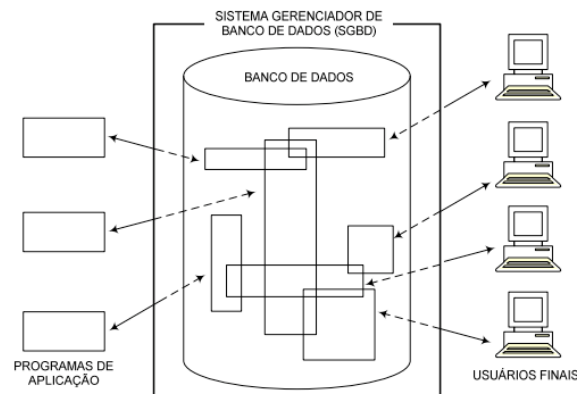 SISTEMA GERENCIADOR DE
BANCO DE DADOS (SGBD)
BANCO DE DADOS
PROGRAMAS DE
APLICAÇÃO
USUÁRIOS FINAIS